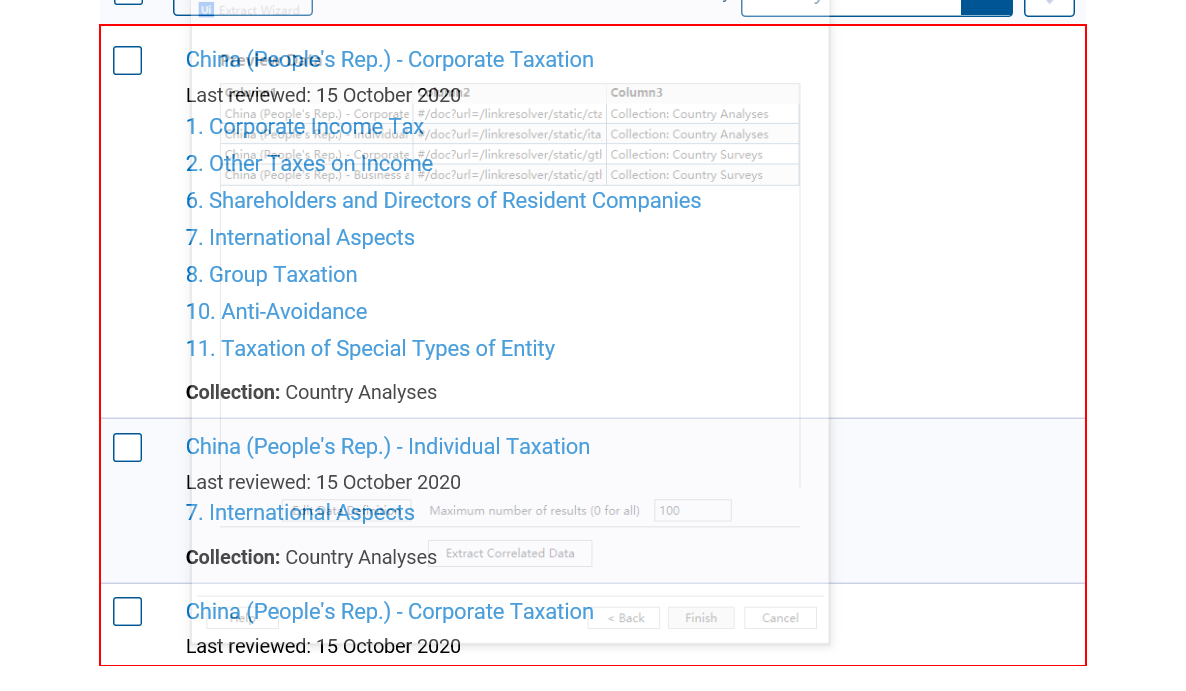 Extract Wizard
China (People's Rep.) - Corporate Taxation
Preview Data
Last reviewed: 15 October 2020
Column3
China (People's Rep.) - Corporate #/doc?url=/linkresolver/static/cta Collection: Country Analyses
1. Corporate Income Tax
China (People's Rep.) - Individual #/doc?url=/linkresolver/static/ita Collection: Country Analyses
China (People's Rep.) - Corporate #/doc?url=/linkresolver/static/gtl Collection: Country Surveys
2. Other Taxes on Income
China (People's Rep.) - Business a #/doc?url=/linkresolver/static/gtl Collection: Country Surveys
6. Shareholders and Directors of Resident Companies
7. International Aspects
8. Group Taxation
10. Anti-Avoidance
11. Taxation of Special Types of Entity
Collection: Country Analyses
China (People's Rep.) - Individual Taxation
Last reviewed: 15 October 2020
7. International Aspects
Maximum number of results (0 for all) 100
Collection: Country Analyses
Extract Correlated Data
China (People's Rep.) - Corporate Taxation
Help < Back Finish Cancel
Last reviewed: 15 October 2020